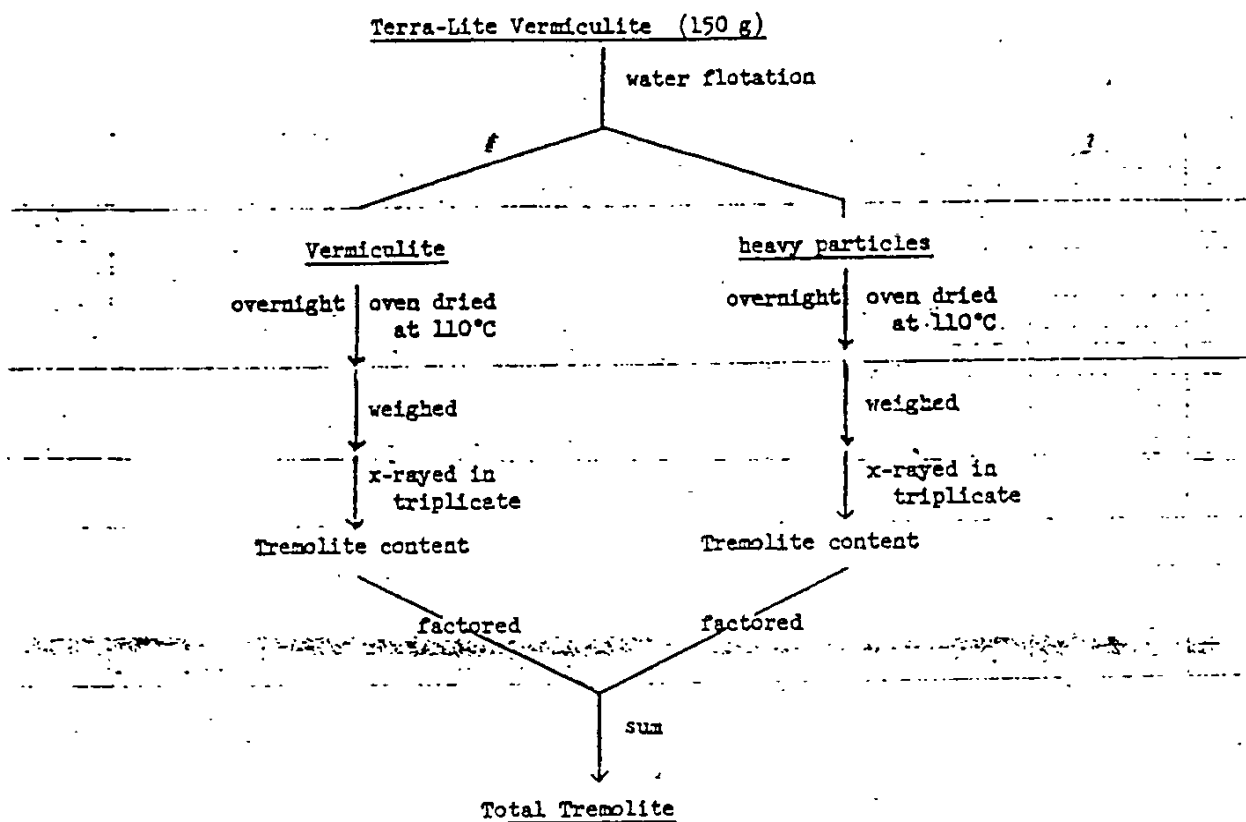 Terra-Lite Vermiculite (150 g)
water flotation
Vermiculite
heavy particles
overnight
oven dried
at 110°C
overnight
oven dried
at 110°C
weighed
weighed
x-rayed in
triplicate
x-rayed in
triplicate
Tremolite content
Tremolite content
factored
factored
sum
Total Tremolite